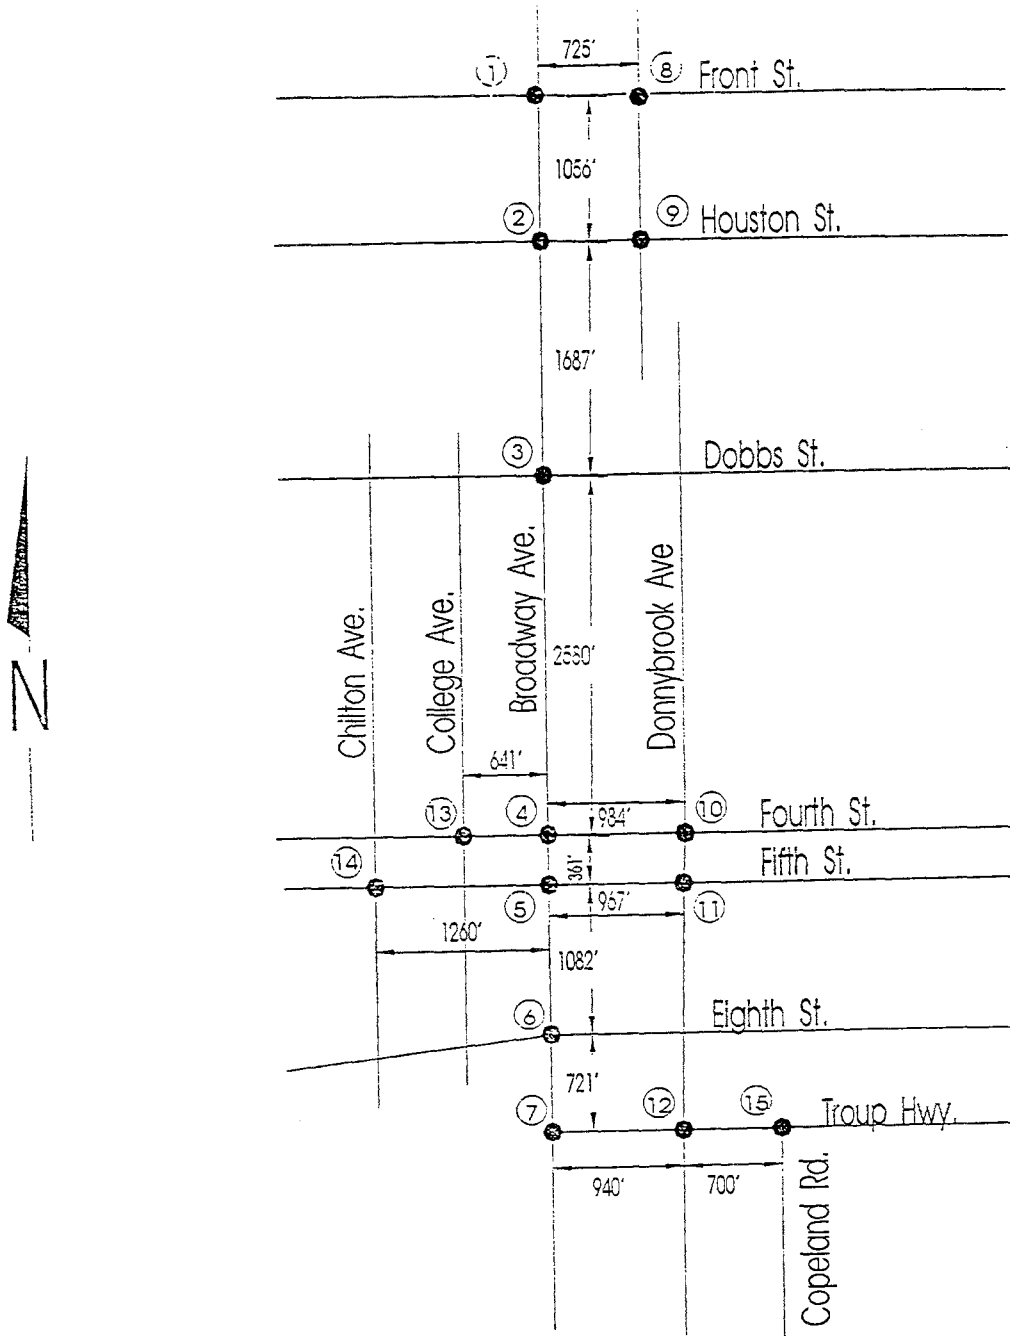 725'
1
8
Front St.
1056'
2
9
Houston St.
1687'
3
Dobbs St.
Chilton Ave.
College Ave.
Broadway Ave.
2580'
Donnybrook Ave
N
641'
13
4
984'
10
Fourth St.
14
361'
Fifth St.
5
967'
11
1260'
1082'
6
Eighth St.
721'
7
12
15
Troup Hwy.
940'
700'
Copeland Rd.